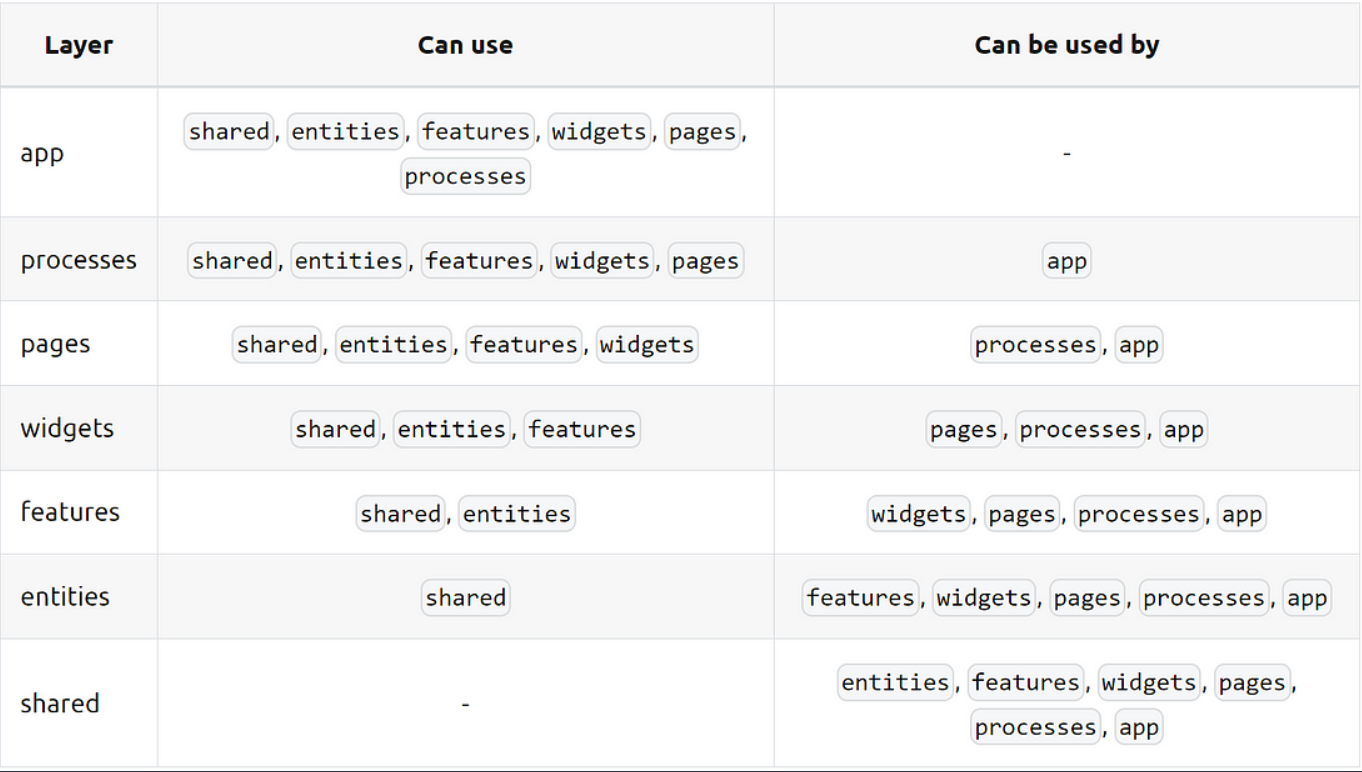 Layer Can use Can be used by
shared, entities, features, widgets, pages,
app -
processes
processes shared, entities, features, widgets, pages app
pages shared, entities, features, widgets processes, app
widgets shared, entities, features pages, processes, app
features shared, entities widgets, pages, processes, app
entities shared features, widgets, pages, processes, app
entities, features, widgets, pages,
shared -
processes, app